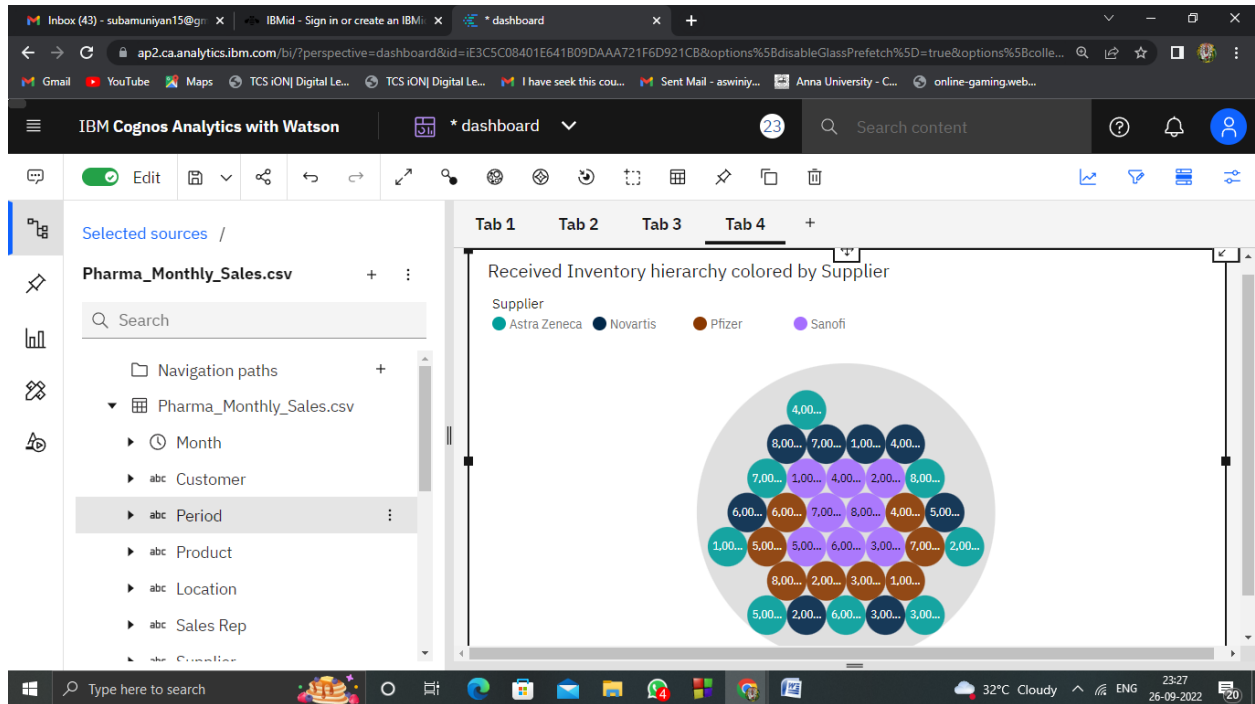 Inbox (43) - subamuniyan15@gm
IBMid - Sign in or create an IBMi
* dashboard
ap2.ca.analytics.ibm.com/bi/?perspective=dashboard&id=iE3C5C08401E641B09DAAA721F6D921CB&options%5BdisableGlassPrefetch%5D=true&options%5Bcolle...
Gmail YouTube Maps TCS iON| Digital Le... TCS iON| Digital Le... I have seek this cou... Sent Mail - aswiniy... Anna University - C... online-gaming.web...
IBM Cognos Analytics with Watson * dashboard 23 Search content
Edit
Selected sources /
Pharma_Monthly_Sales.csv
Search
Navigation paths
Pharma_Monthly_Sales.csv
Month
abc Customer
abc Period
abc Product
abc Location
abc Sales Rep
abc Supplier
Tab 1 Tab 2 Tab 3 Tab 4 +
Received Inventory hierarchy colored by Supplier
Supplier
Astra Zeneca Novartis Pfizer Sanofi
4,00...
8,00... 7,00... 1,00... 4,00...
7,00... 1,00... 4,00... 2,00... 8,00...
6,00... 6,00... 7,00... 8,00... 4,00... 5,00...
1,00... 5,00... 5,00... 6,00... 3,00... 7,00... 2,00...
8,00... 2,00... 3,00... 1,00...
5,00... 2,00... 6,00... 3,00... 3,00...
Type here to search
4
32°C Cloudy ENG
23:27
26-09-2022
20